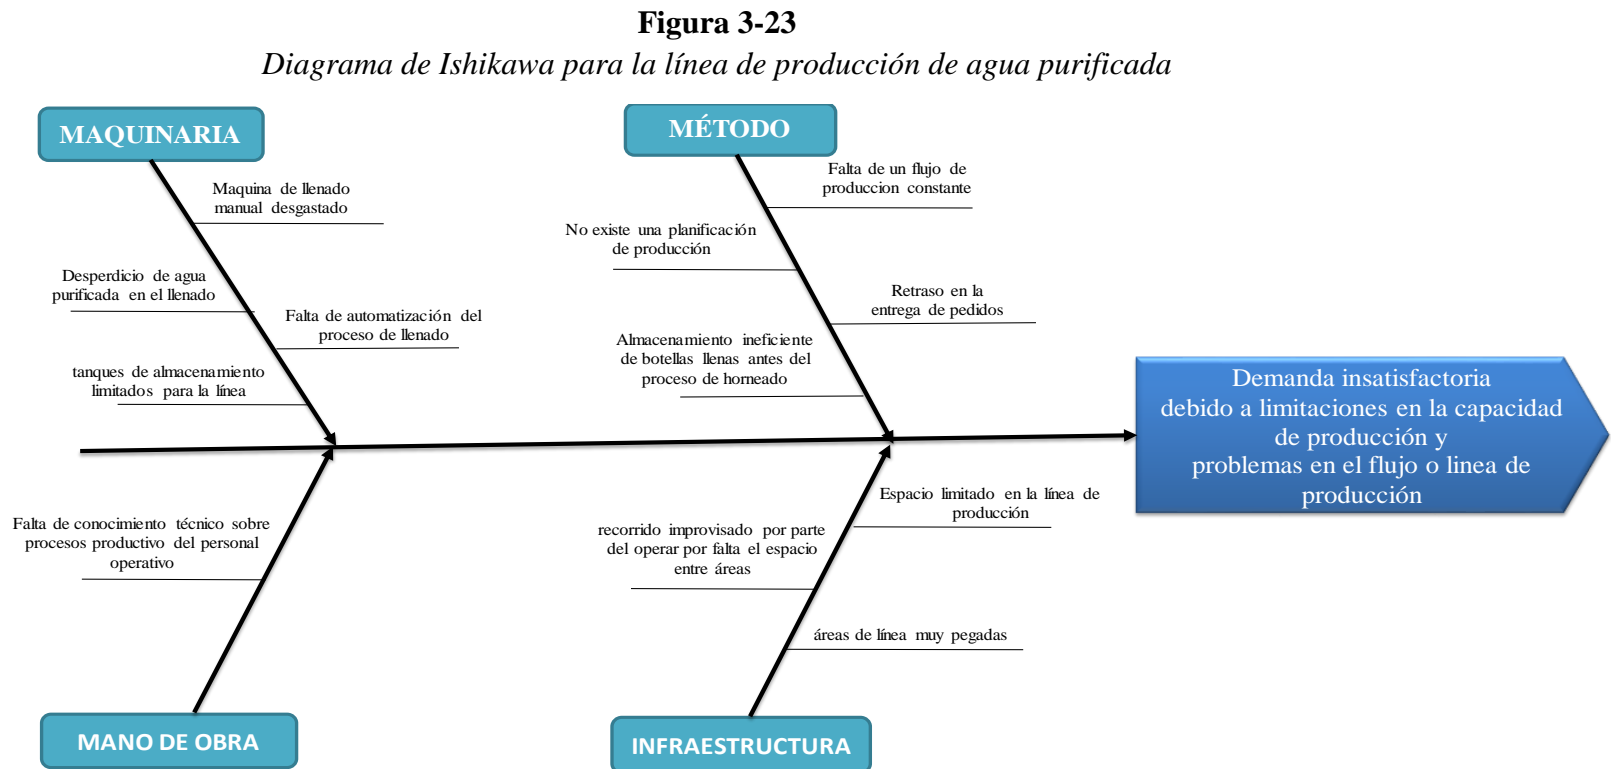 Figura 3-23
Diagrama de Ishikawa para la línea de producción de agua purificada
MAQUINARIA
MÉTODO
Maquina de llenado
manual desgastado
Desperdicio de agua
purificada en el llenado
Falta de automatización del
proceso de llenado
tanques de almacenamiento
limitados para la línea
Falta de un flujo de
produccion constante
No existe una planificación
de producción
Retraso en la
entrega de pedidos
Almacenamiento ineficiente
de botellas llenas antes del
proceso de horneado
Demanda insatisfactoria
debido a limitaciones en la capacidad
de producción y
problemas en el flujo o linea de
producción
Falta de conocimiento técnico sobre
procesos productivo del personal
operativo
Espacio limitado en la línea de
producción
recorrido improvisado por parte
del operar por falta el espacio
entre áreas
áreas de línea muy pegadas
MANO DE OBRA
INFRAESTRUCTURA